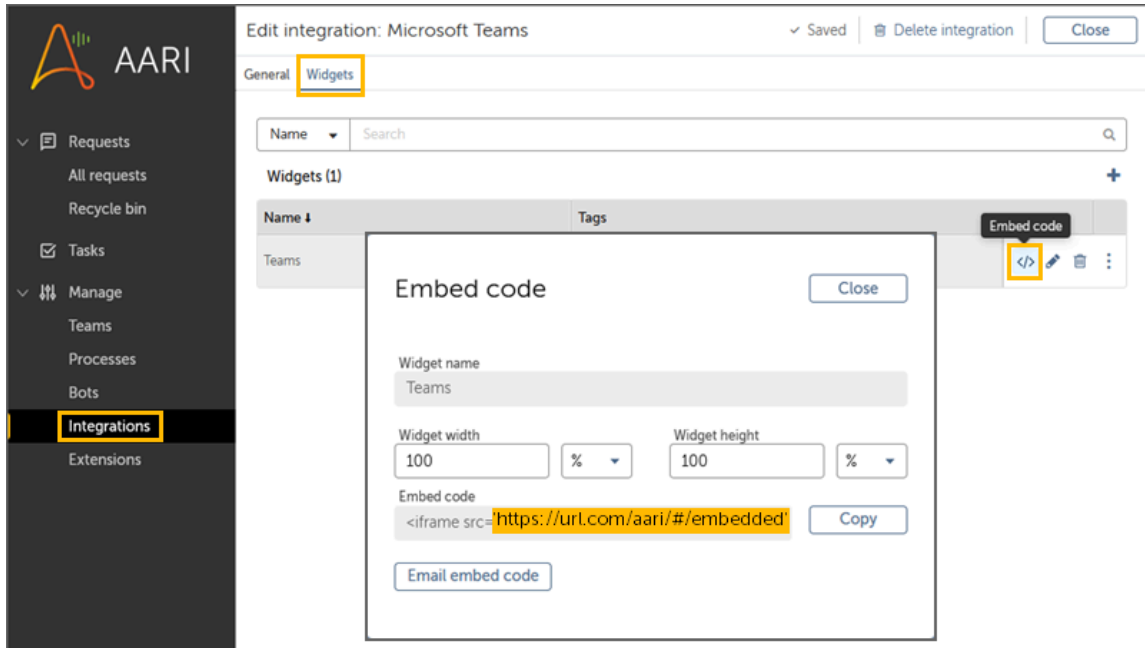 AARI
Requests
All requests
Recycle bin
Tasks
Manage
Teams
Processes
Bots
Integrations
Extensions
Edit integration: Microsoft Teams
Saved
Delete integration
Close
General
Widgets
Name
Search
Widgets (1)
Name
Tags
Embed code
Teams
</>
Embed code
Close
Widget name
Teams
Widget width
Widget height
100
%
100
%
Embed code
<iframe src='https://url.com/aari/#/embedded'
Copy
Email embed code